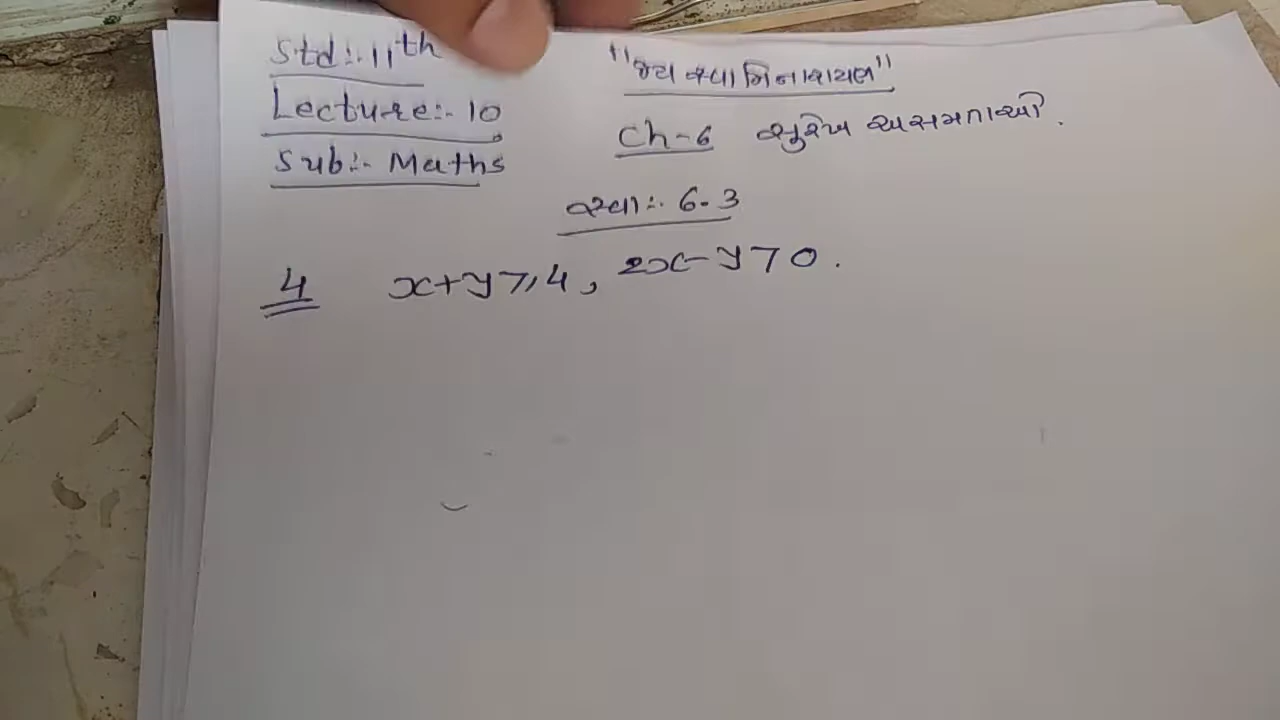 Std:- 11th
"જય સ્વામિનારાયણ"
Lecture:- 10
Ch-6 સુરેખ અસમતાઓ.
Sub:- Maths
સ્વા:- 6.3
4 x+y≥4, 2x-y>0.